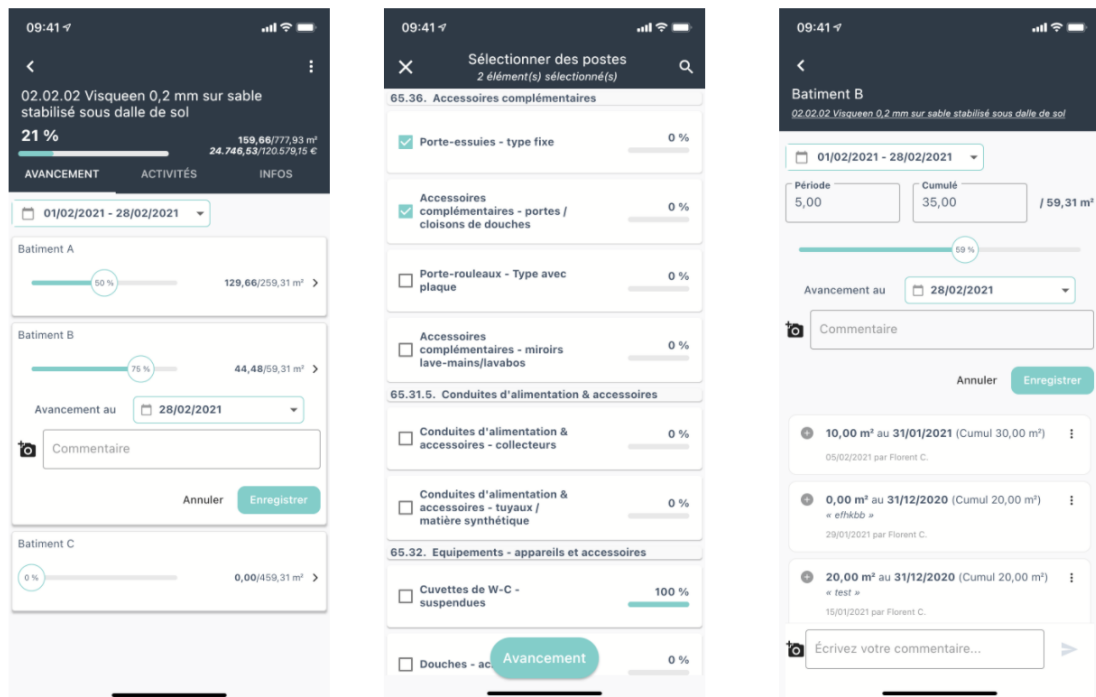 09:41
02.02.02 Visqueen 0,2 mm sur sable
stabilisé sous dalle de sol
21 %
159,66/777,93 m²
24.746,53/120.579,15 €
AVANCEMENT ACTIVITÉS INFOS
01/02/2021 - 28/02/2021
Batiment A
50 %
129,66/259,31 m²
Batiment B
75 %
44,48/59,31 m²
Avancement au 28/02/2021
Commentaire
Annuler Enregistrer
Batiment C
0 %
0,00/459,31 m²
09:41
Sélectionner des postes
2 élément(s) sélectionné(s)
65.36. Accessoires complémentaires
Porte-essuies - type fixe 0 %
Accessoires
complémentaires - portes / 0 %
cloisons de douches
Porte-rouleaux - Type avec 0 %
plaque
Accessoires
complémentaires - miroirs 0 %
lave-mains/lavabos
65.31.5. Conduites d'alimentation & accessoires
Conduites d'alimentation & 0 %
accessoires - collecteurs
Conduites d'alimentation &
accessoires - tuyaux / 0 %
matière synthétique
65.32. Equipements - appareils et accessoires
Cuvettes de W-C - 100 %
suspendues
Douches - ac 0 %
Avancement
09:41
Batiment B
02.02.02 Visqueen 0,2 mm sur sable stabilisé sous dalle de sol
01/02/2021 - 28/02/2021
Période Cumulé
5,00 35,00 / 59,31 m²
59 %
Avancement au 28/02/2021
Commentaire
Annuler Enregistrer
10,00 m² au 31/01/2021 (Cumul 30,00 m²)
05/02/2021 par Florent C.
0,00 m² au 31/12/2020 (Cumul 20,00 m²)
« efhkbb »
29/01/2021 par Florent C.
20,00 m² au 31/12/2020 (Cumul 20,00 m²)
« test »
15/01/2021 par Florent C.
Écrivez votre commentaire...